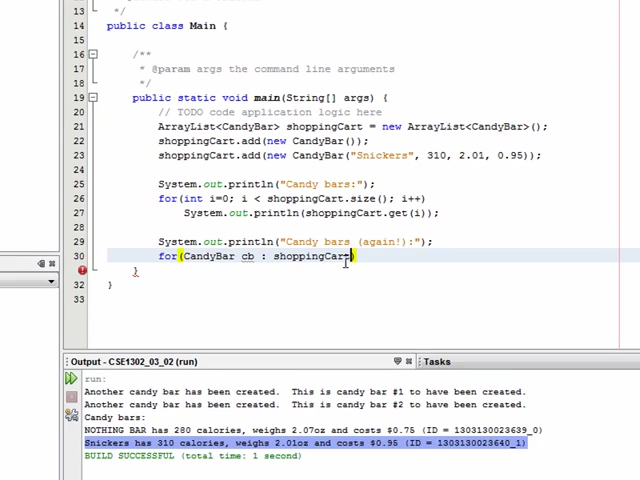 13
*/
14 public class Main {
15
16 /**
17 * @param args the command line arguments
18 */
19 public static void main(String[] args) {
20 // TODO code application logic here
21 ArrayList<CandyBar> shoppingCart = new ArrayList<CandyBar>();
22 shoppingCart.add(new CandyBar());
23 shoppingCart.add(new CandyBar("Snickers", 310, 2.01, 0.95));
24
25 System.out.println("Candy bars:");
26 for(int i=0; i < shoppingCart.size(); i++)
27 System.out.println(shoppingCart.get(i));
28
29 System.out.println("Candy bars (again!):");
30 for(CandyBar cb : shoppingCart)
}
32 }
33
Output - CSE1302_03_02 (run)
Tasks
run:
Another candy bar has been created. This is candy bar #1 to have been created.
Another candy bar has been created. This is candy bar #2 to have been created.
Candy bars:
NOTHING BAR has 280 calories, weighs 2.07oz and costs $0.75 (ID = 1303130023639_0)
Snickers has 310 calories, weighs 2.01oz and costs $0.95 (ID = 1303130023640_1)
BUILD SUCCESSFUL (total time: 1 second)